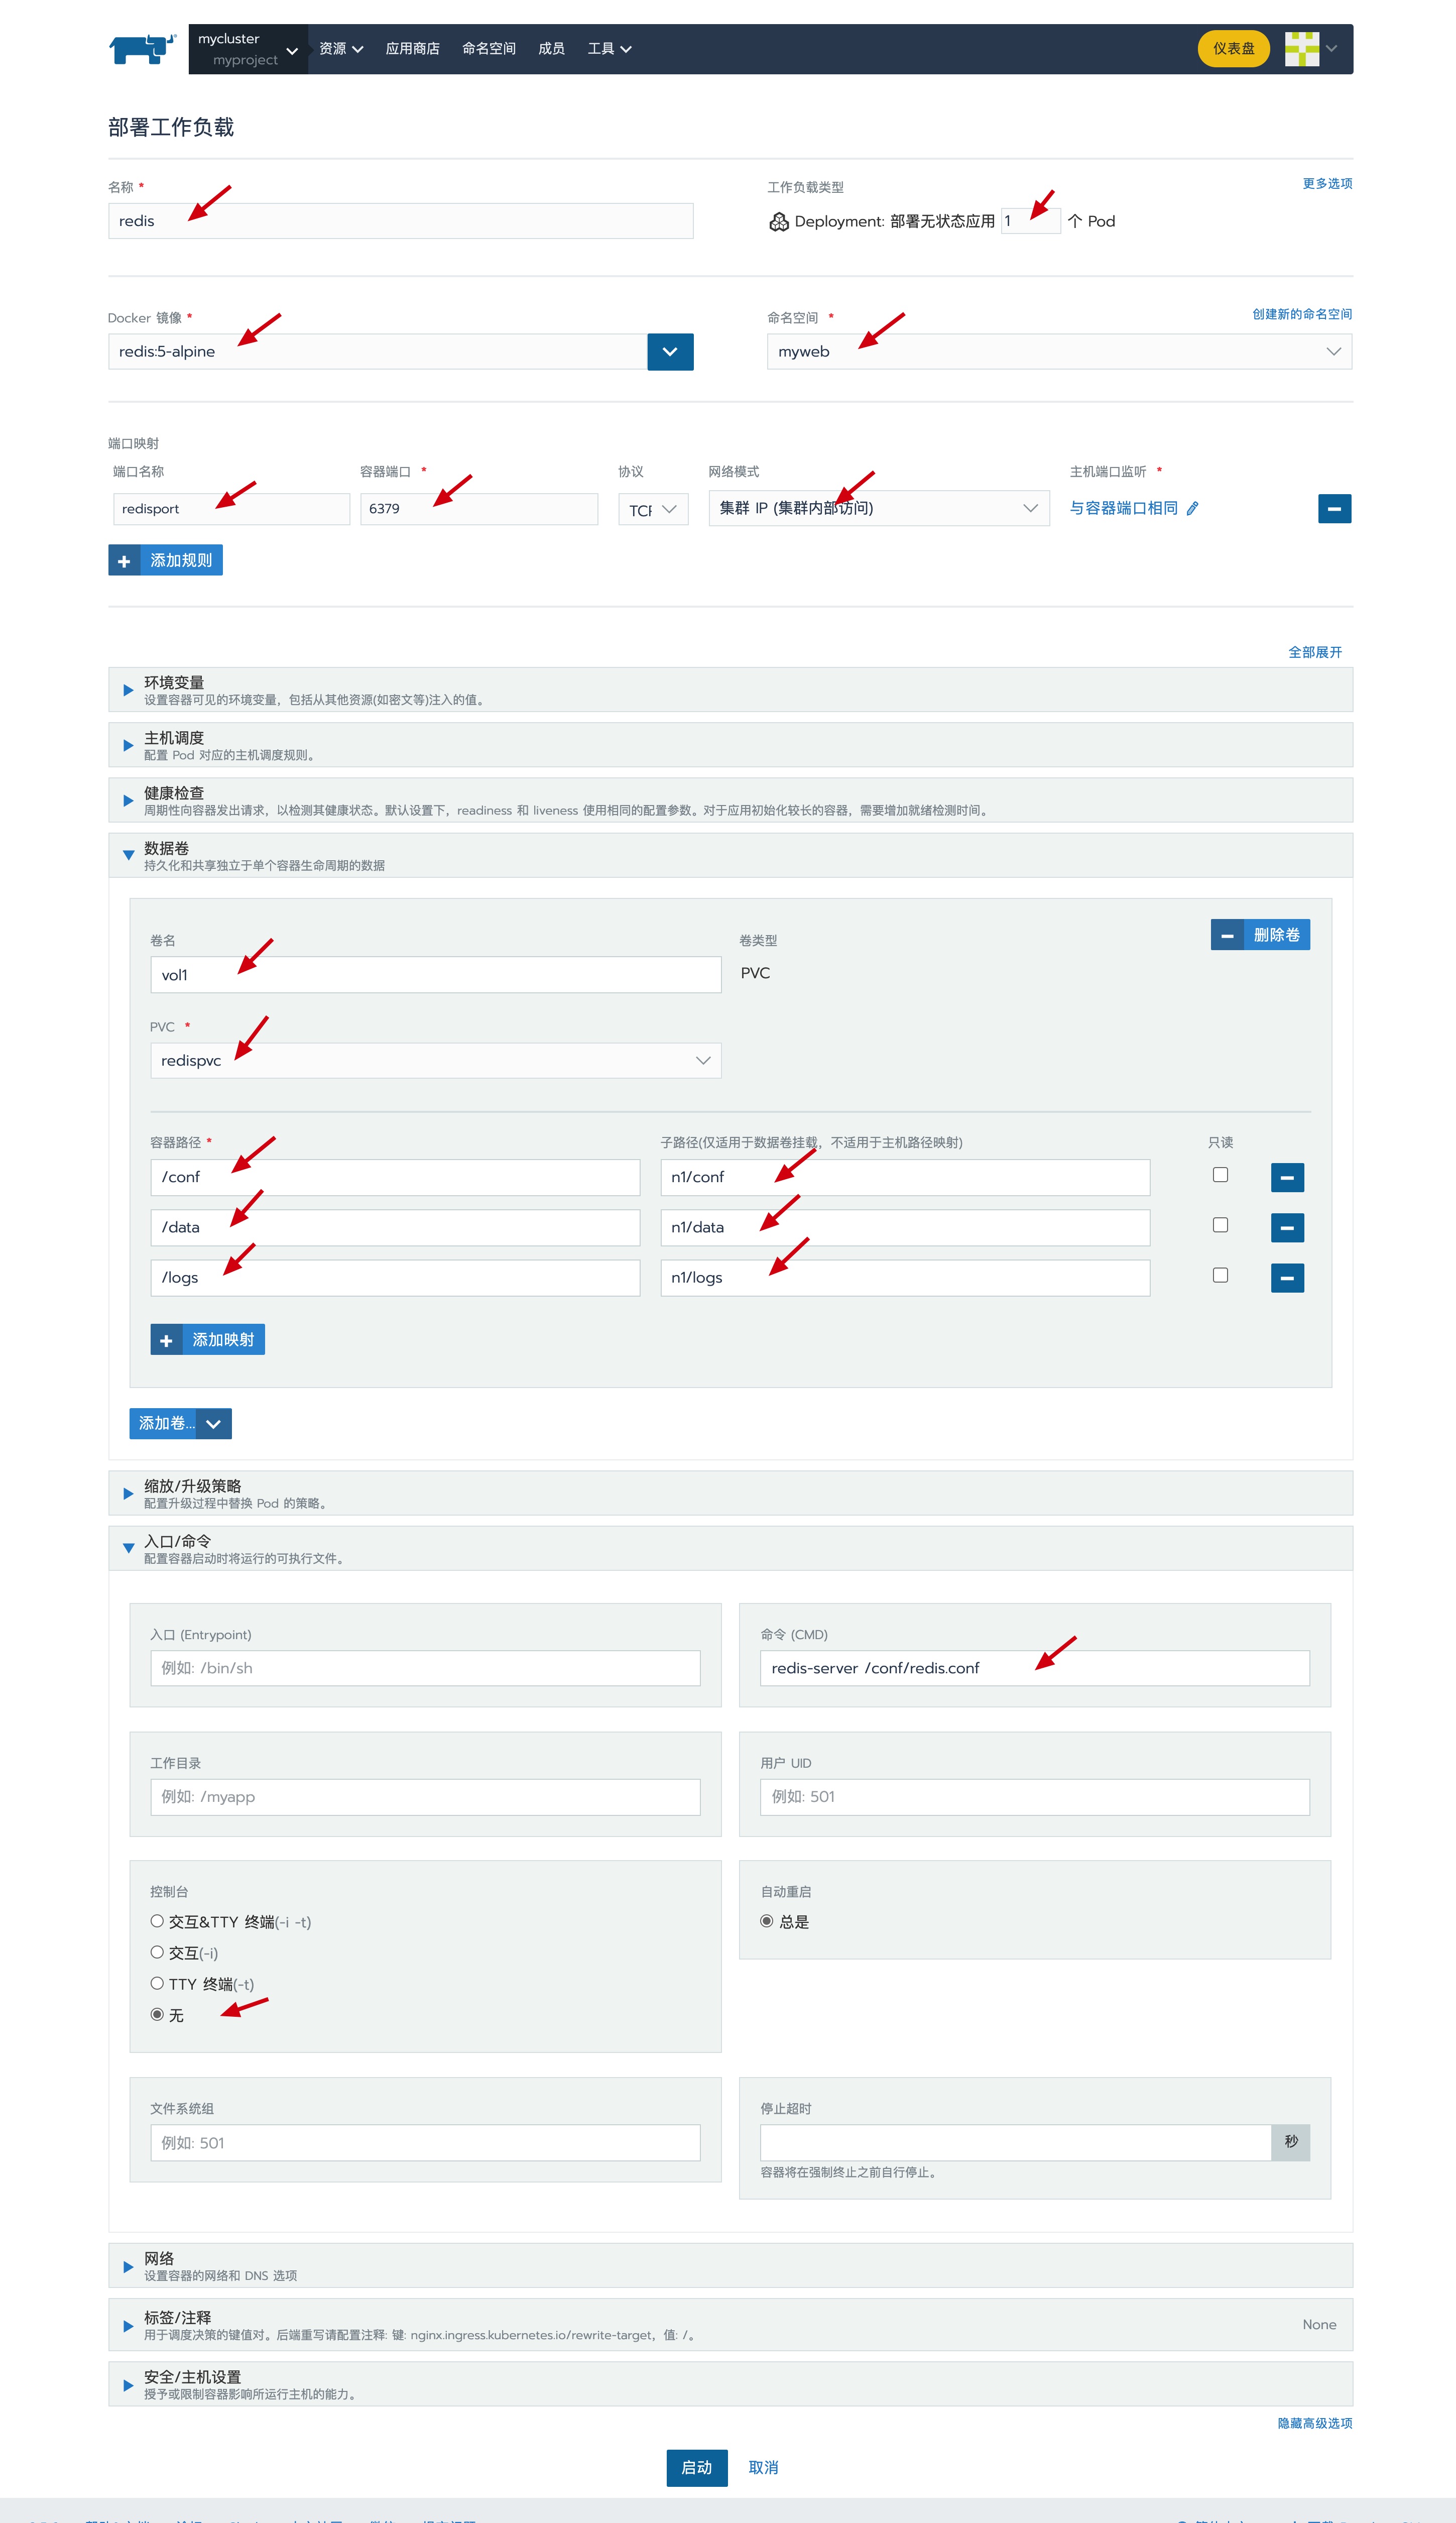 mycluster
myproject
资源 应用商店 命名空间 成员 工具
仪表盘
部署工作负载
名称 *
工作负载类型
更多选项
redis
Deployment: 部署无状态应用 1 个 Pod
Docker 镜像 *
命名空间 *
创建新的命名空间
redis:5-alpine
myweb
端口映射
端口名称 容器端口 * 协议 网络模式 主机端口监听 *
redisport 6379 集群 IP (集群内部访问) 与容器端口相同
添加规则
全部展开
环境变量
设置容器可见的环境变量，包括从其他资源(如密文等)注入的值。
主机调度
配置 Pod 对应的主机调度规则。
健康检查
周期性向容器发出请求，以检测其健康状态。默认设置下，readiness 和 liveness 使用相同的配置参数。对于应用初始化较长的容器，需要增加就绪检测时间。
数据卷
持久化和共享独立于单个容器生命周期的数据
删除卷
卷名
卷类型
vol1
PVC
PVC *
redispvc
容器路径 * 子路径(仅适用于数据卷挂载，不适用于主机路径映射) 只读
/conf n1/conf
/data n1/data
/logs n1/logs
添加映射
添加卷...
缩放/升级策略
配置升级过程中替换 Pod 的策略。
入口/命令
配置容器启动时将运行的可执行文件。
入口 (Entrypoint)
命令 (CMD)
例如: /bin/sh
redis-server /conf/redis.conf
工作目录
用户 UID
例如: /myapp
例如: 501
控制台
自动重启
交互&TTY 终端(-i -t)
总是
交互(-i)
TTY 终端(-t)
无
文件系统组
停止超时
例如: 501
秒
容器将在强制终止之前自行停止。
网络
设置容器的网络和 DNS 选项
标签/注释
用于调度决策的键值对。后端重写请配置注释: 键: nginx.ingress.kubernetes.io/rewrite-target，值: /。
None
安全/主机设置
授予或限制容器影响所运行主机的能力。
隐藏高级选项
启动 取消